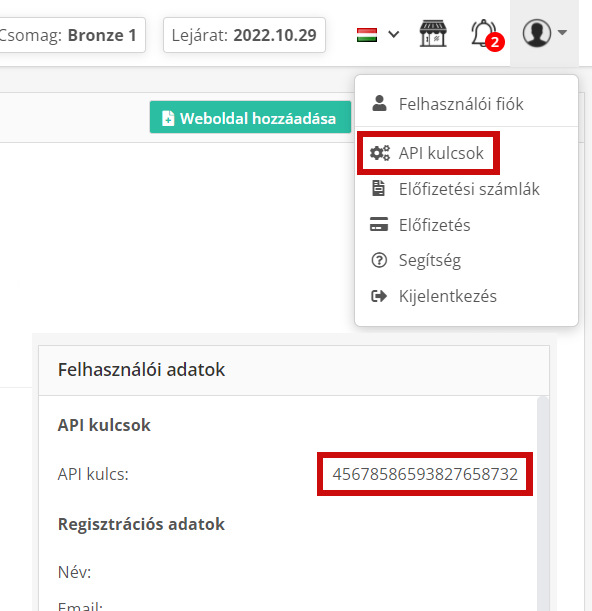 Csomag: Bronze 1
Lejárat: 2022.10.29
2
Felhasználói fiók
Weboldal hozzáadása
API kulcsok
Előfizetési számlák
Előfizetés
Segítség
Kijelentkezés
Felhasználói adatok
API kulcsok
API kulcs: 45678586593827658732
Regisztrációs adatok
Név:
Email: